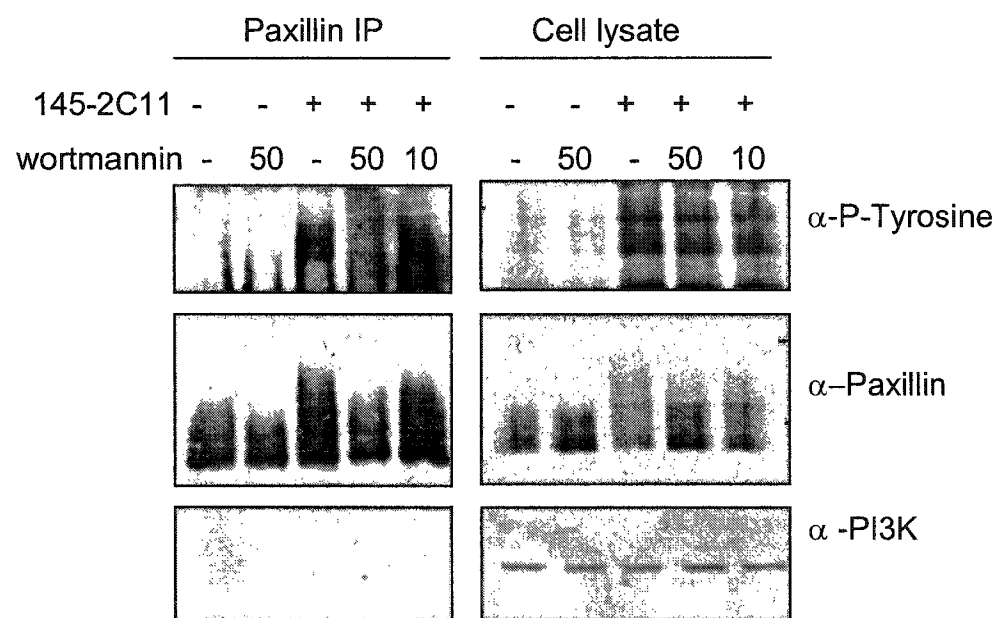 Paxillin IP Cell lysate
145-2C11 - - + + + - - + + +
wortmannin - 50 - 50 10 - 50 - 50 10
α-P-Tyrosine
α–Paxillin
α -PI3K